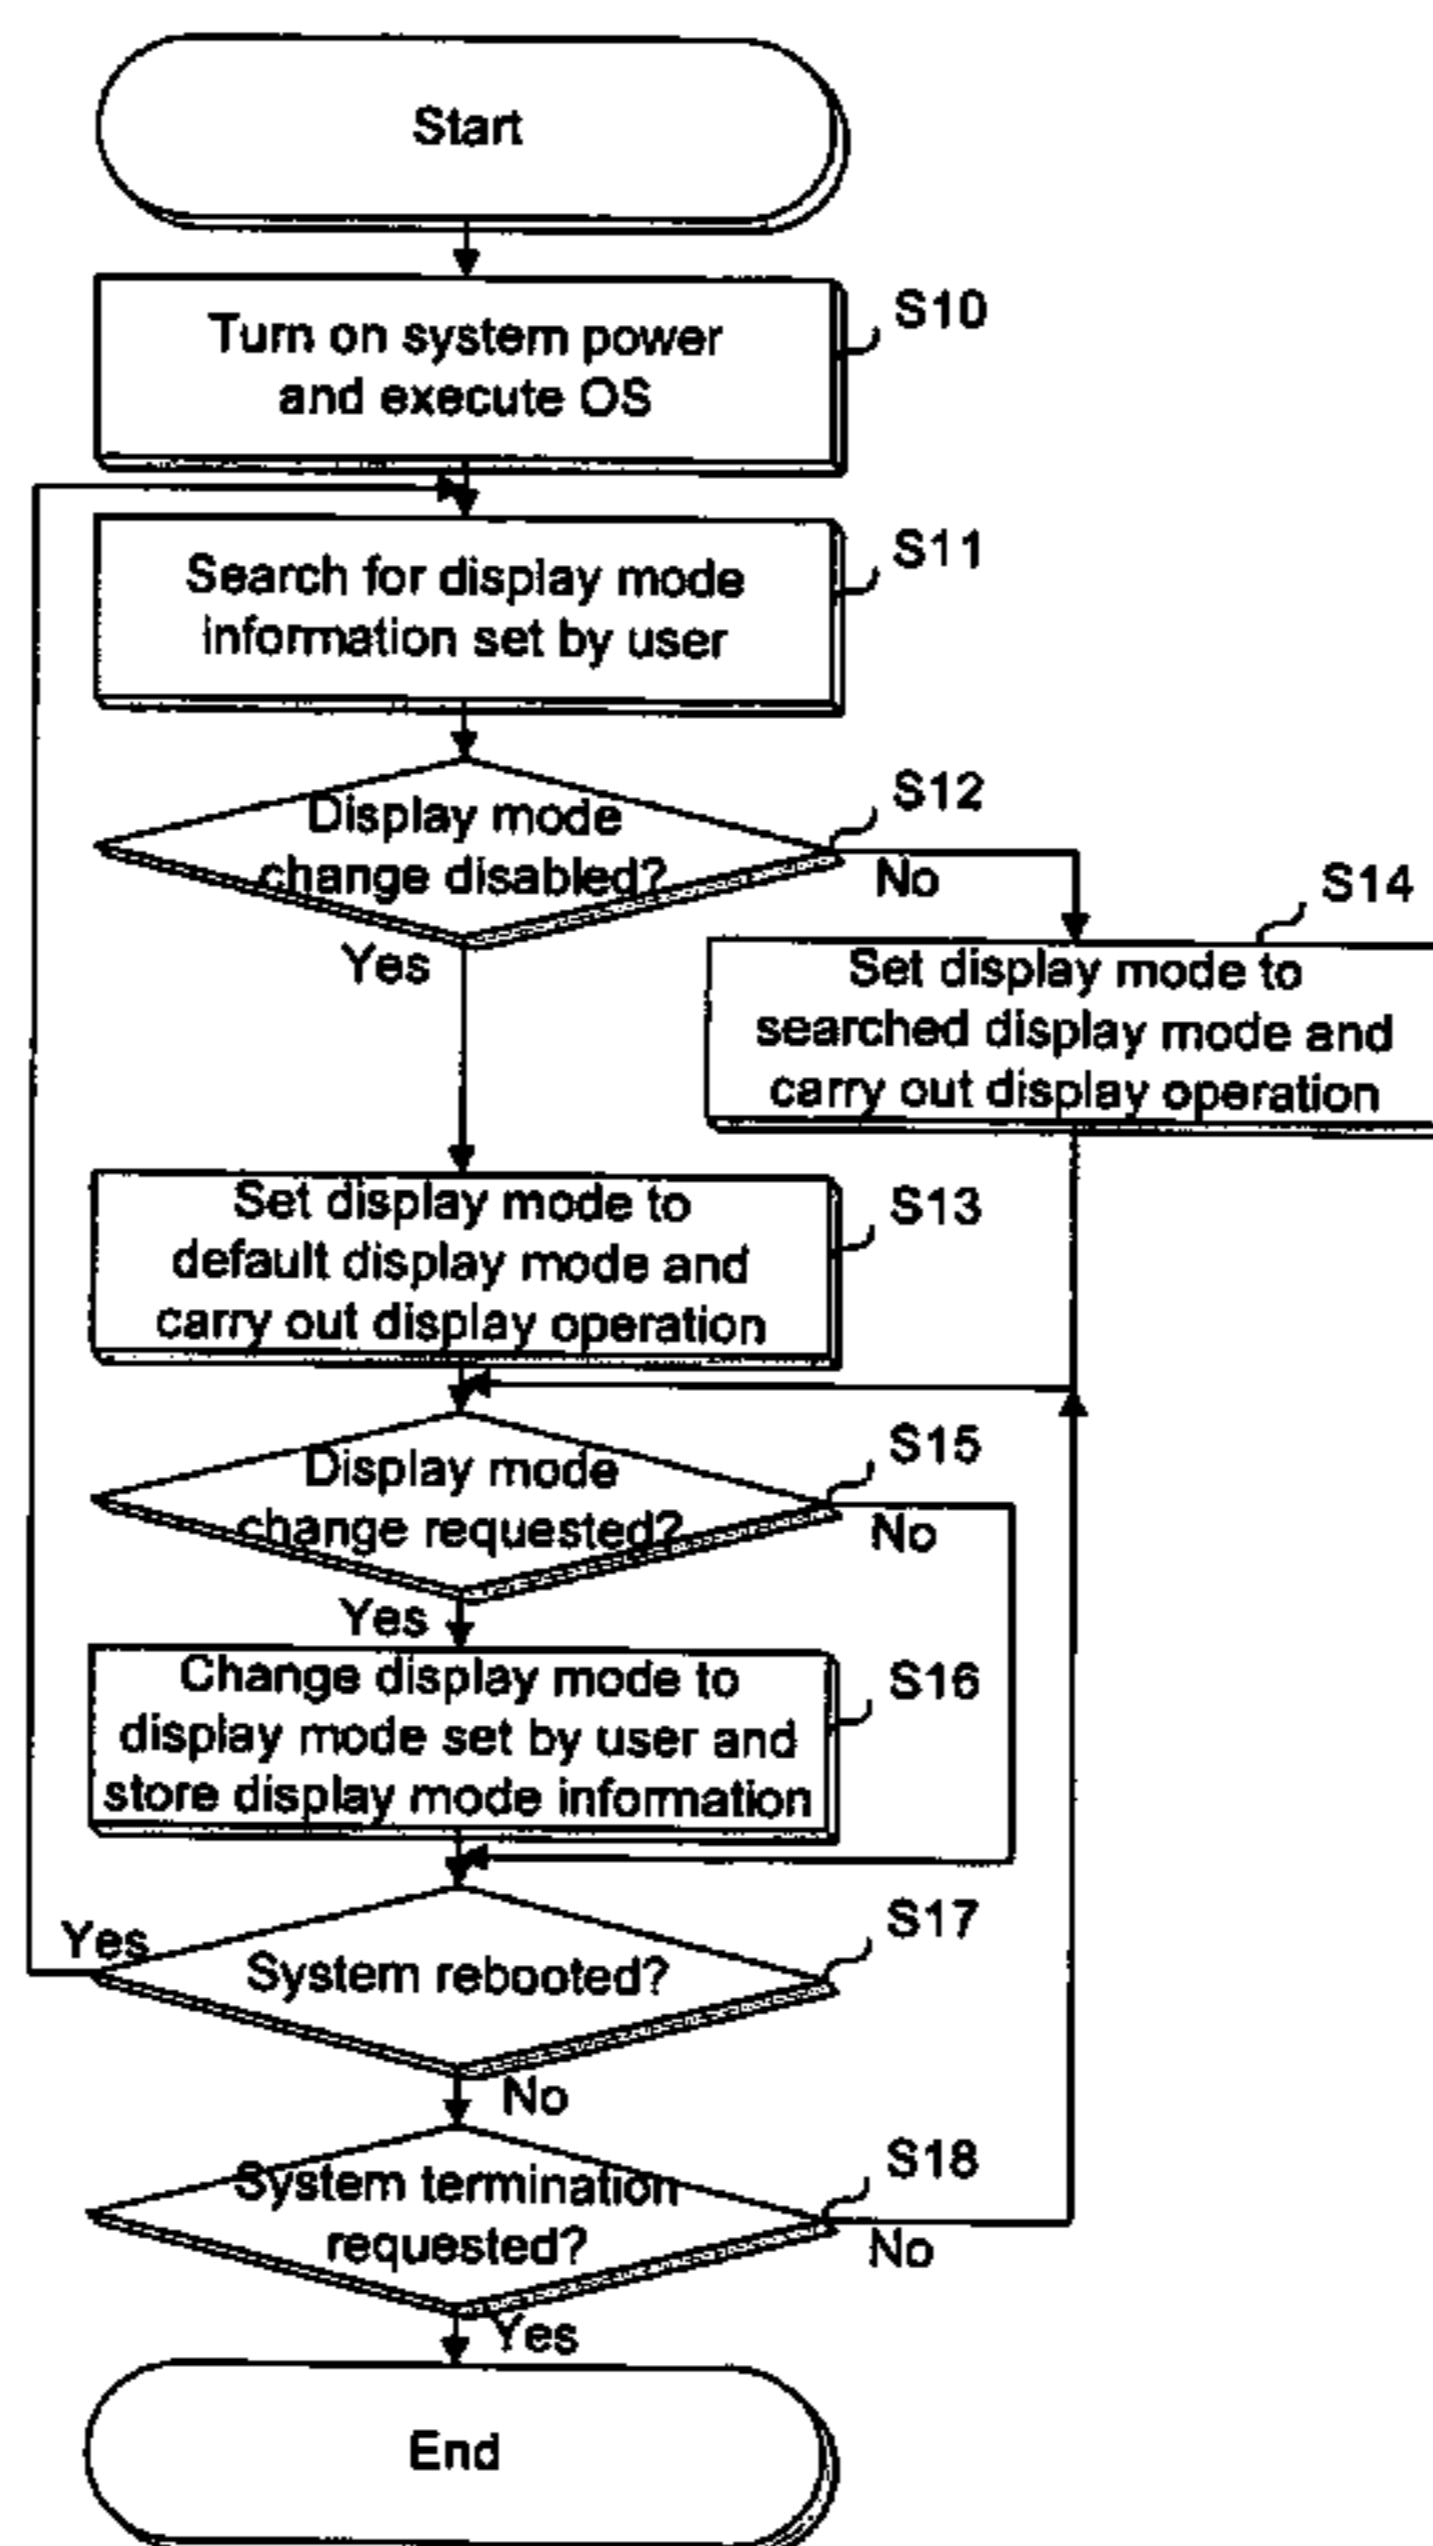 Start
Turn on system power
and execute OS
S10
Search for display mode
information set by user
S11
Display mode
change disabled?
S12
No
Yes
S14
Set display mode to
searched display mode and
carry out display operation
Set display mode to
default display mode and
carry out display operation
S13
Display mode
change requested?
S15
No
Yes
Change display mode to
display mode set by user and
store display mode information
S16
Yes
System rebooted?
S17
No
System termination
requested?
S18
No
Yes
End